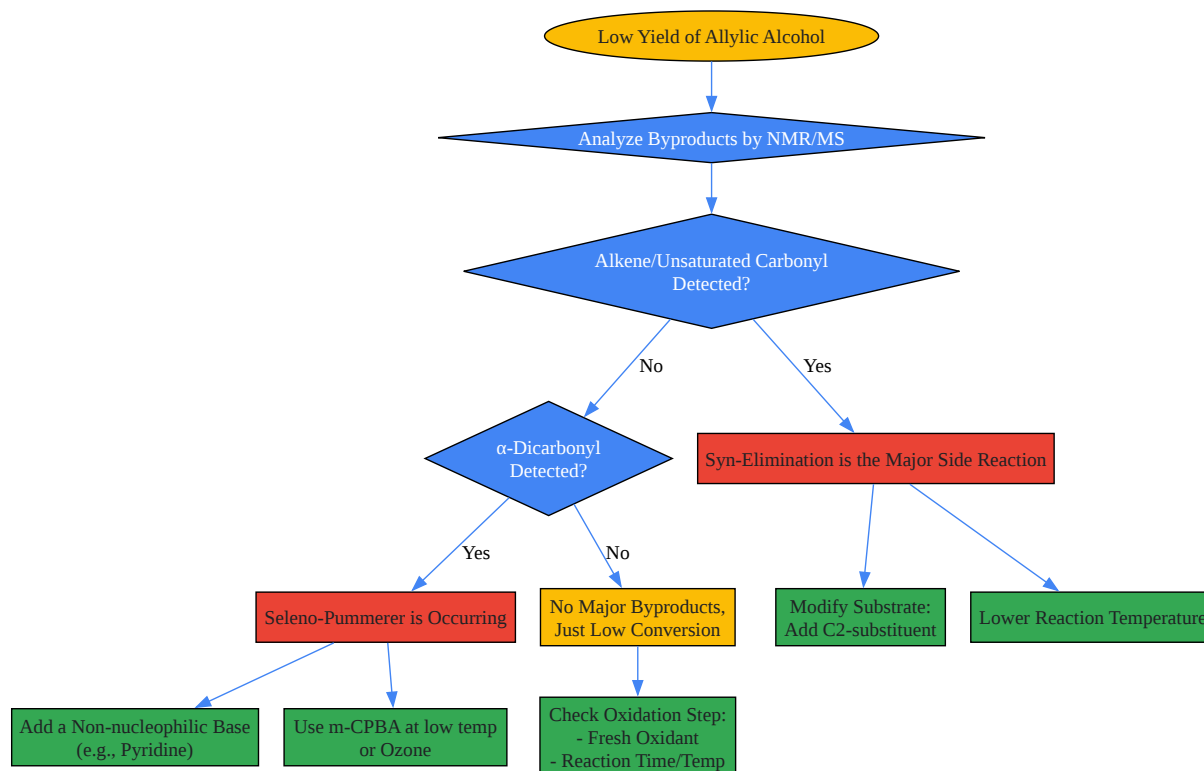 Low Yield of Allylic Alcohol
Analyze Byproducts by NMR/MS
Alkene/Unsaturated Carbonyl
Detected?
No
Yes
α-Dicarbonyl
Detected?
Syn-Elimination is the Major Side Reaction
Yes
No
Seleno-Pummerer is Occurring
No Major Byproducts,
Just Low Conversion
Modify Substrate:
Add C2-substituent
Lower Reaction Temperature
Add a Non-nucleophilic Base
(e.g., Pyridine)
Use m-CPBA at low temp
or Ozone
Check Oxidation Step:
- Fresh Oxidant
- Reaction Time/Temp